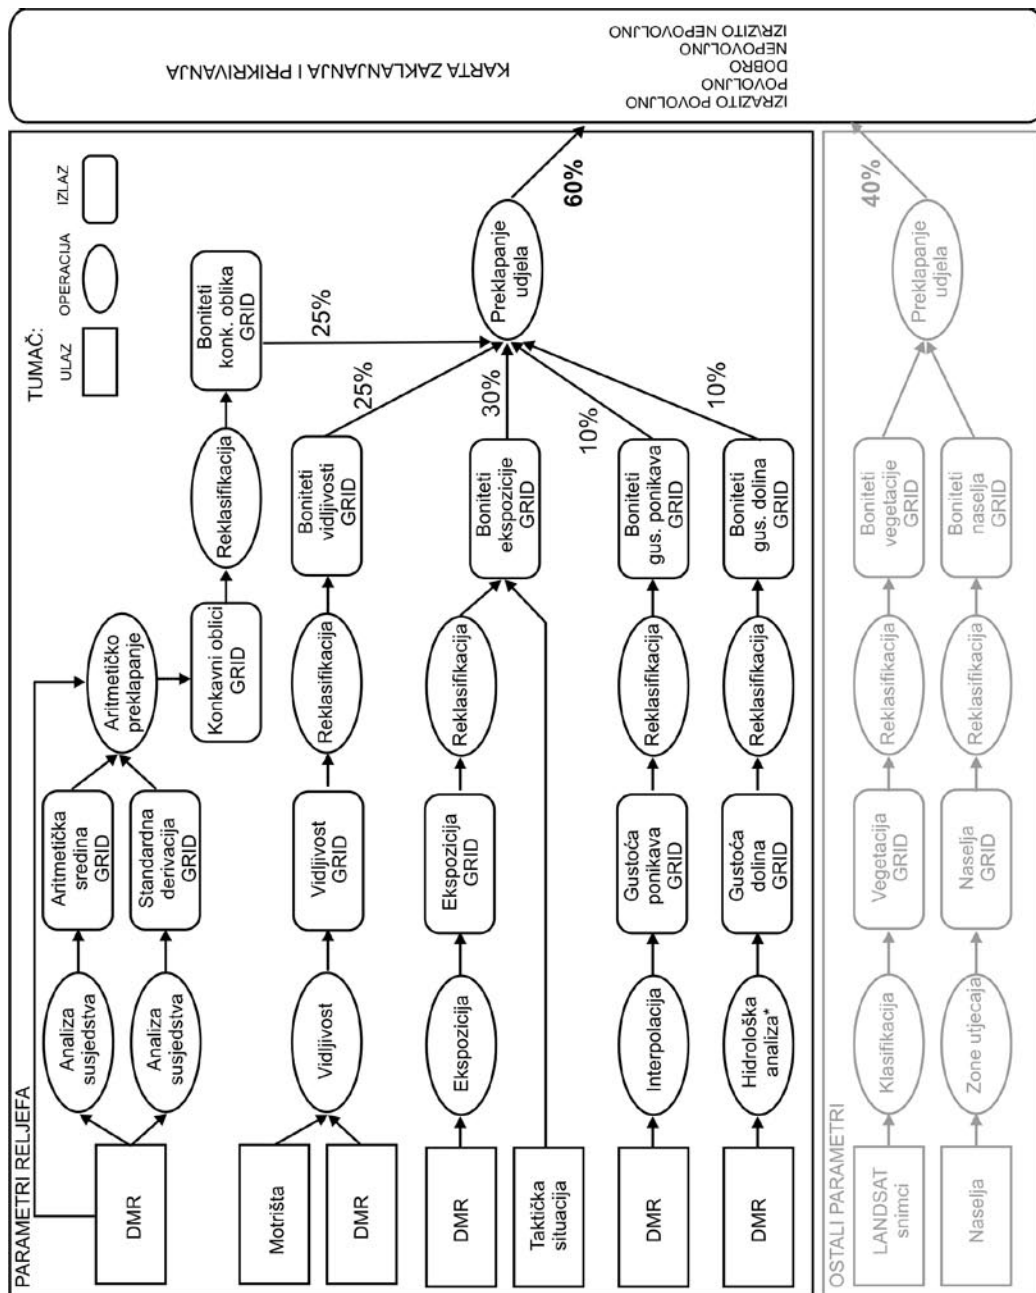 PARAMETRI RELJEFA
TUMAČ:
ULAZ
OPERACIJA
IZLAZ
DMR
Analiza
susjedstva
Analiza
susjedstva
Aritmetička
sredina
GRID
Standardna
derivacija
GRID
Aritmetičko
preklapanje
Konkavni oblici
GRID
Reklasifikacija
Boniteti
konk. oblika
GRID
25%
Motrišta
DMR
Vidljivost
Vidljivost
GRID
Reklasifikacija
Boniteti
vidljivosti
GRID
25%
DMR
Ekspozicija
Ekspozicija
GRID
Reklasifikacija
Boniteti
ekspozicije
GRID
30%
Taktička
situacija
DMR
Interpolacija
Gustoća
ponikava
GRID
Reklasifikacija
Boniteti
gus. ponikava
GRID
10%
DMR
Hidrološka
analiza*
Gustoća
dolina
GRID
Reklasifikacija
Boniteti
gus. dolina
GRID
10%
Preklapanje
udjela
60%
OSTALI PARAMETRI
LANDSAT
snimci
Klasifikacija
Vegetacija
GRID
Reklasifikacija
Boniteti
vegetacije
GRID
Naselja
Zone utjecaja
Naselja
GRID
Reklasifikacija
Boniteti
naselja
GRID
Preklapanje
udjela
40%
KARTA ZAKLANJANJA I PRIKRIVANJA
IZRAZITO POVOLJNO
POVOLJNO
DOBRO
NEPOVOLJNO
IZRAZITO NEPOVOLJNO